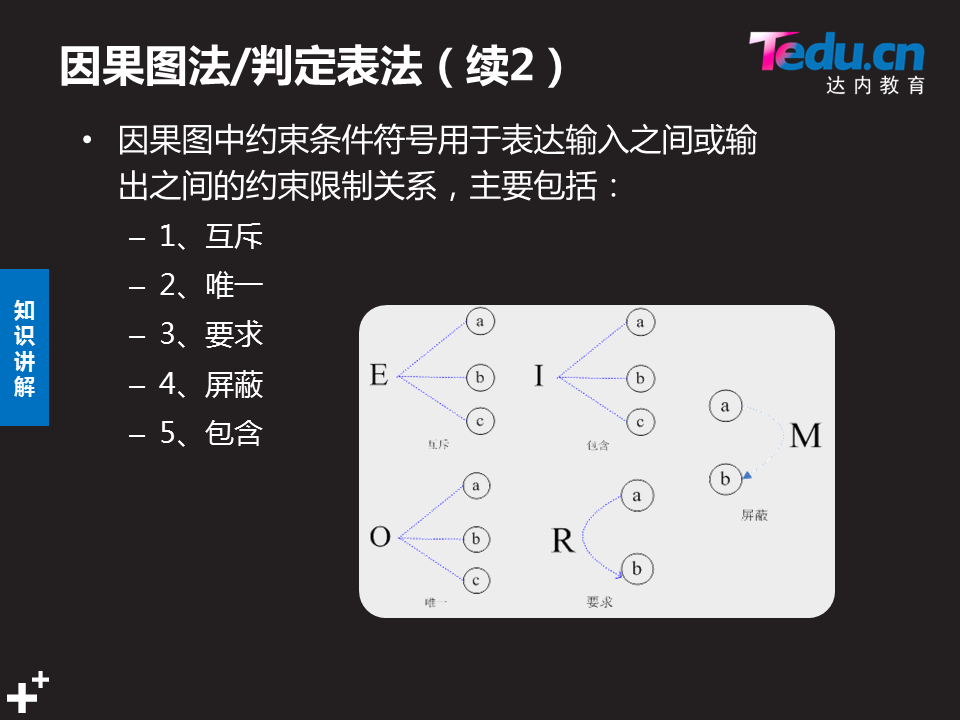 因果图法/判定表法（续2）
Tedu.cn
达内教育
• 因果图中约束条件符号用于表达输入之间或输
出之间的约束限制关系，主要包括：
– 1、互斥
– 2、唯一
– 3、要求
– 4、屏蔽
– 5、包含
知
识
讲
解
E
a
b
c
互斥
I
a
b
c
包含
a
M
b
屏蔽
O
a
b
c
唯一
R
a
b
要求